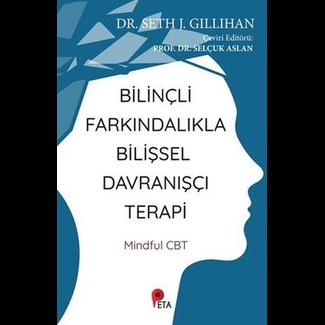 DR. SETH J. GILLIHAN
Çeviri Editörü:
PROF. DR. SELÇUK ASLAN
BİLİNÇLİ
FARKINDALIKLA
BİLİŞSEL
DAVRANIŞÇI
TERAPİ
Mindful CBT
PETA